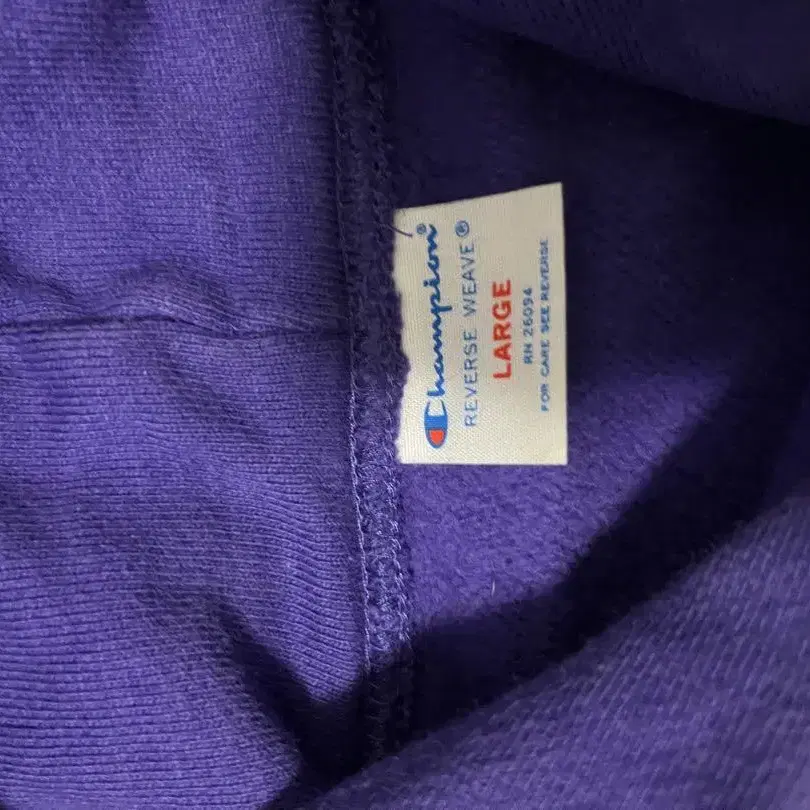 Champion®
REVERSE WEAVE®
LARGE
RN 26094
FOR CARE SEE REVERSE